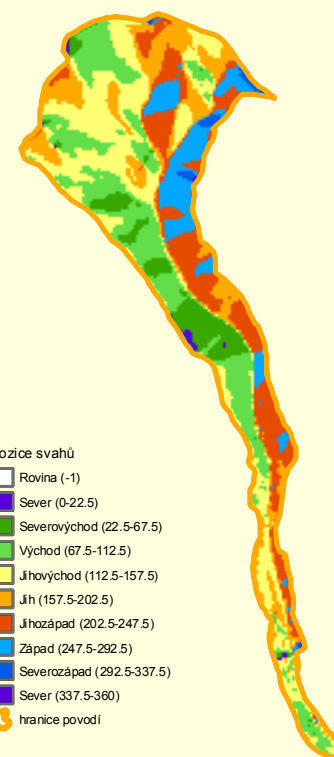 ozice svahů
Rovina (-1)
Sever (0-22.5)
Severovýchod (22.5-67.5)
Východ (67.5-112.5)
Jihovýchod (112.5-157.5)
Jih (157.5-202.5)
Jihozápad (202.5-247.5)
Západ (247.5-292.5)
Severozápad (292.5-337.5)
Sever (337.5-360)
hranice povodí